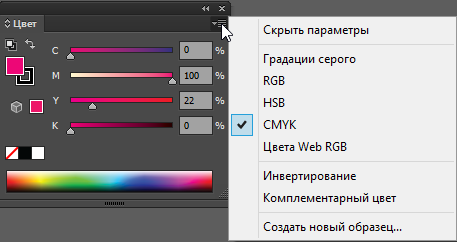 Цвет
C 0 %
M 100 %
Y 22 %
K 0 %
Скрыть параметры
Градации серого
RGB
HSB
CMYK
Цвета Web RGB
Инвертирование
Комплементарный цвет
Создать новый образец...